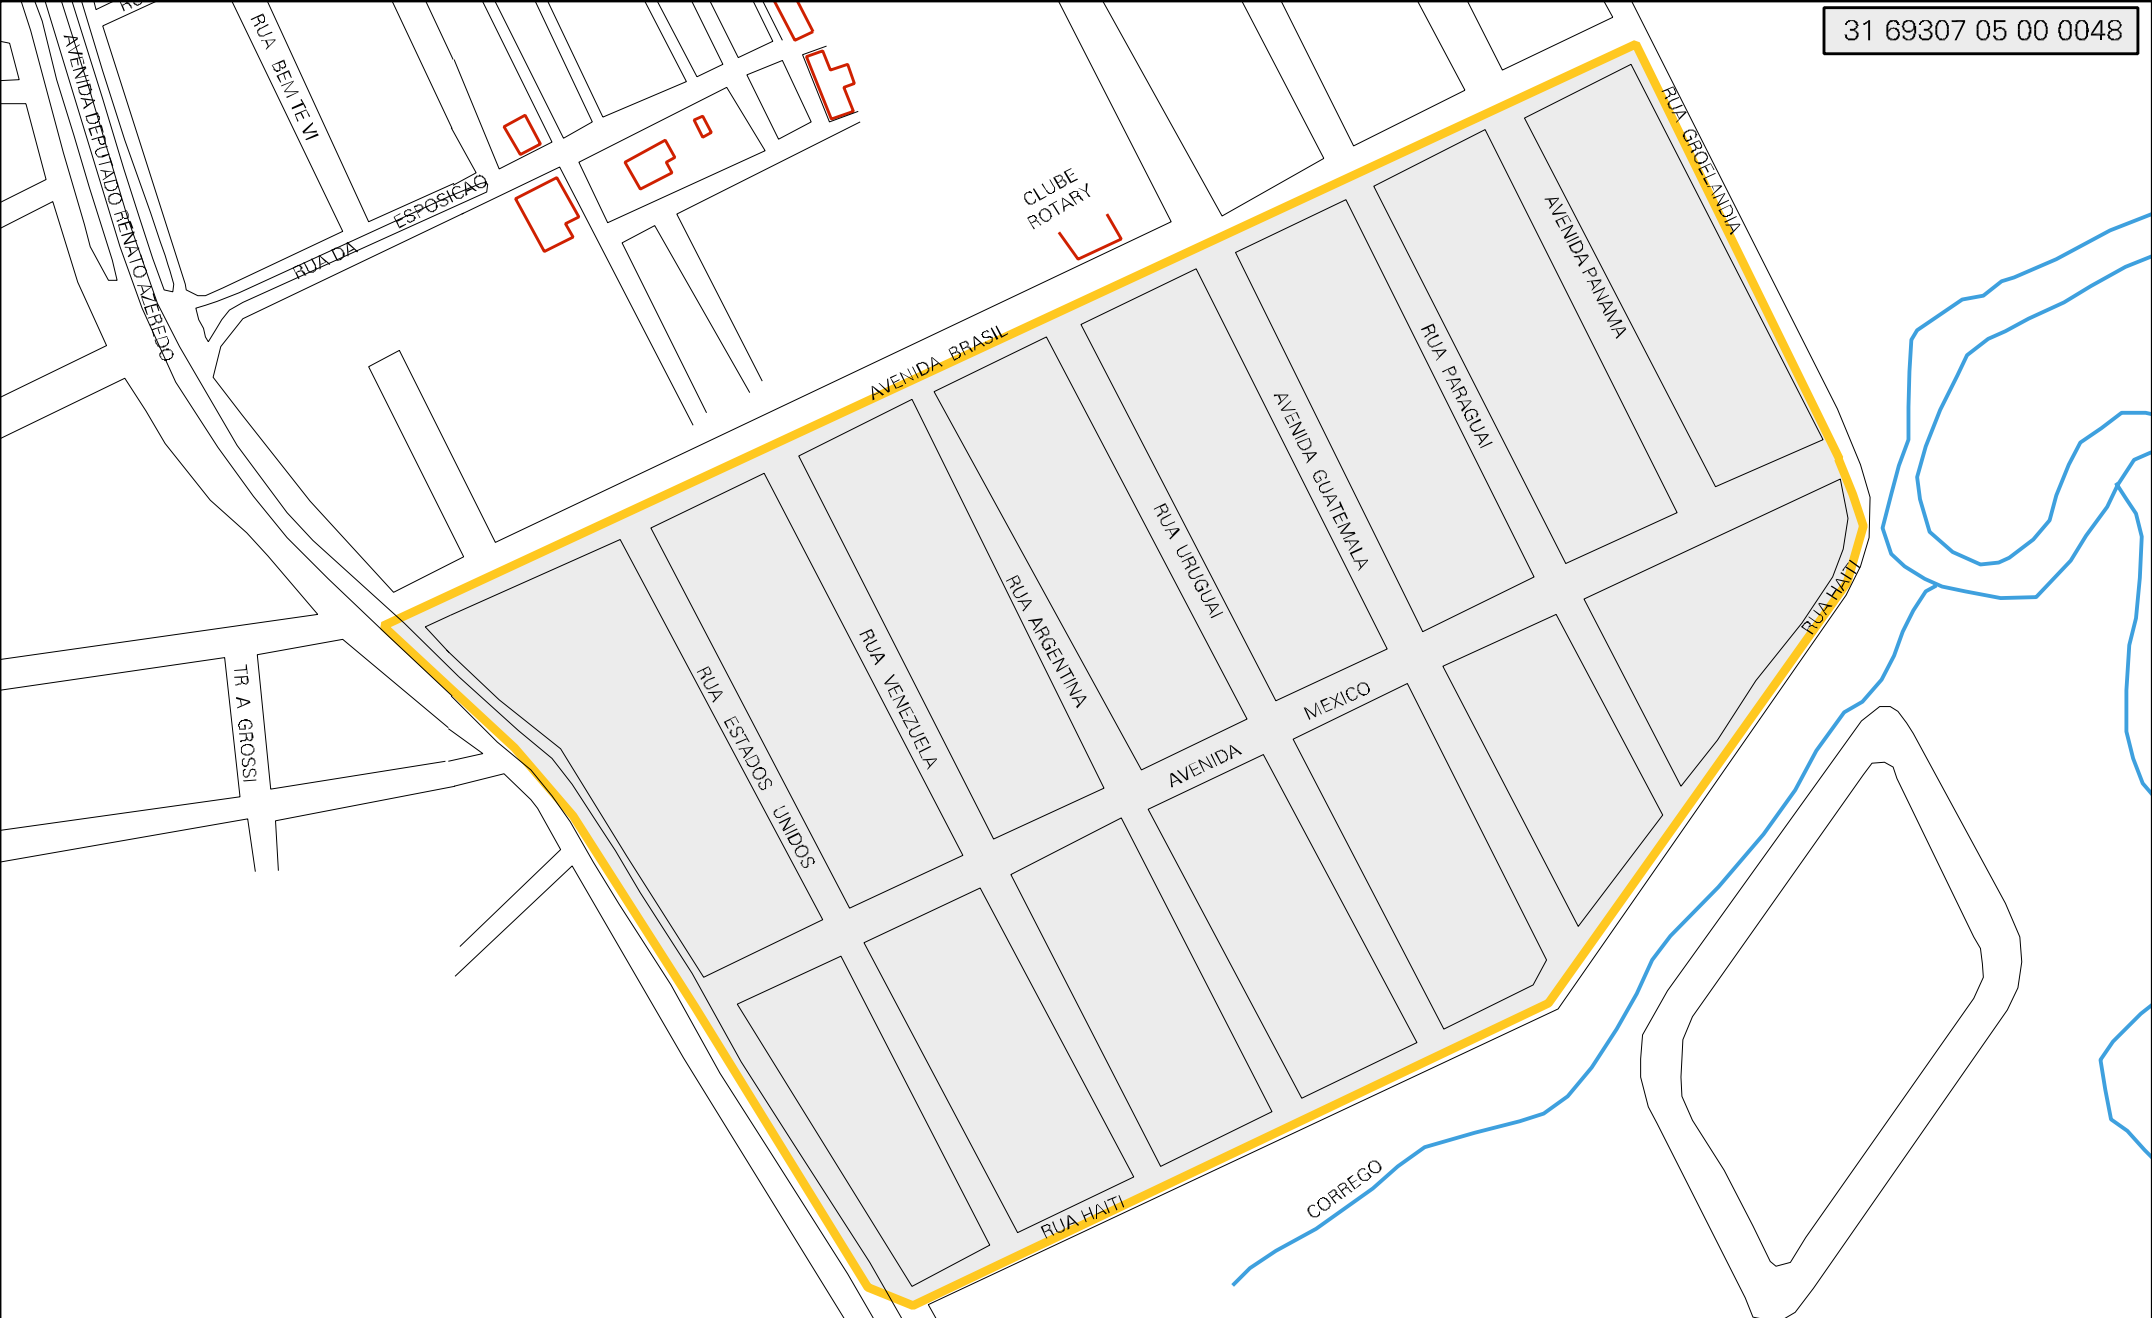 31 69307 05 00 0048
RUA BEM TE VI
AVENIDA DEPUTADO RENATO AZEREDO
RUA DA ESPOSICAO
CLUBE
ROTARY
RUA GROELANDIA
AVENIDA PANAMA
AVENIDA BRASIL
RUA PARAGUAI
AVENIDA GUATEMALA
RUA URUGUAI
RUA ARGENTINA
RUA VENEZUELA
RUA ESTADOS UNIDOS
RUA HAITI
TR A GROSSI
AVENIDA MEXICO
CORREGO
RUA HAITI